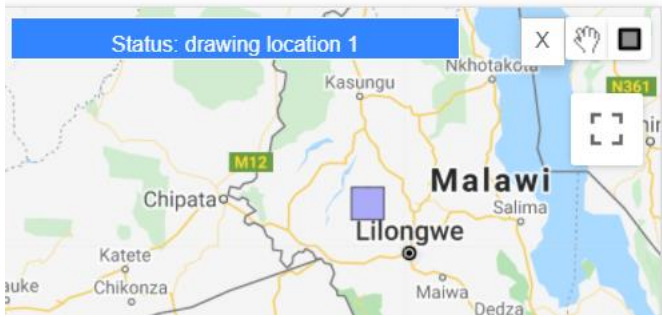 Status: drawing location 1
X
Nkhotakota
Kasungu
N361
M12
Malawi
Chipata
Salima
Lilongwe
Katete
Chikonza
Maiwa
Dedza